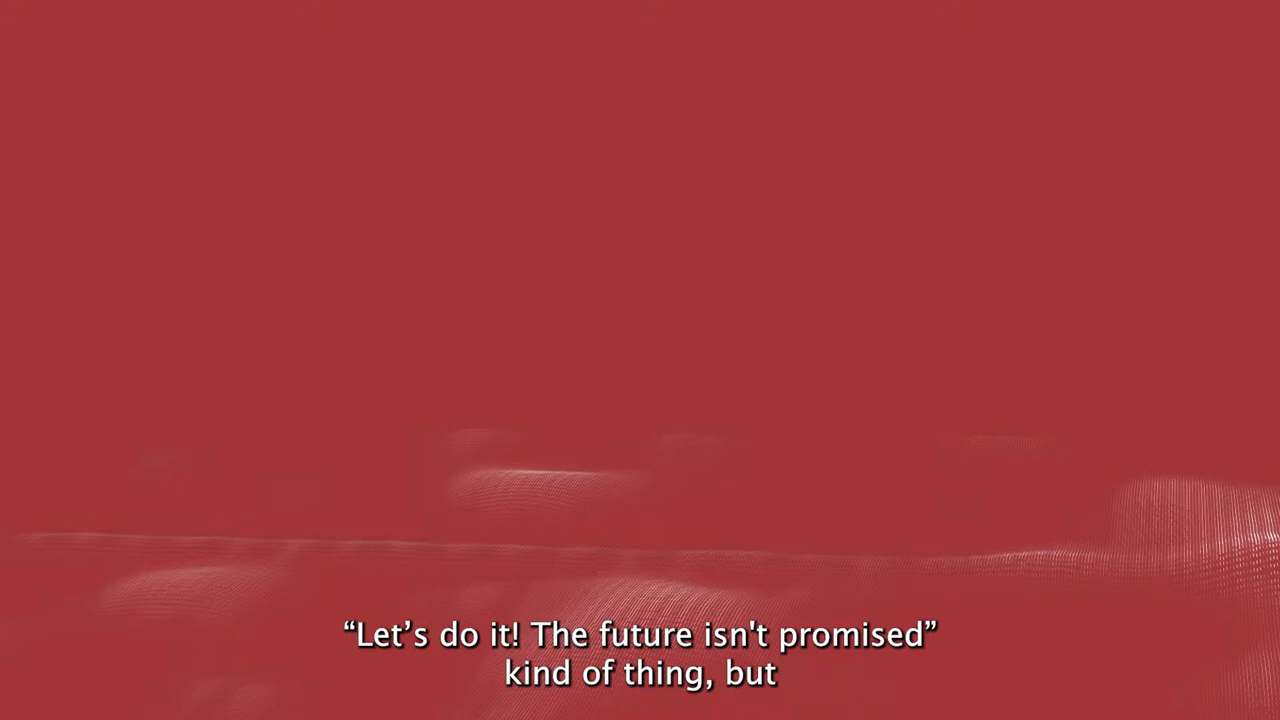 “Let’s do it! The future isn't promised”
kind of thing, but